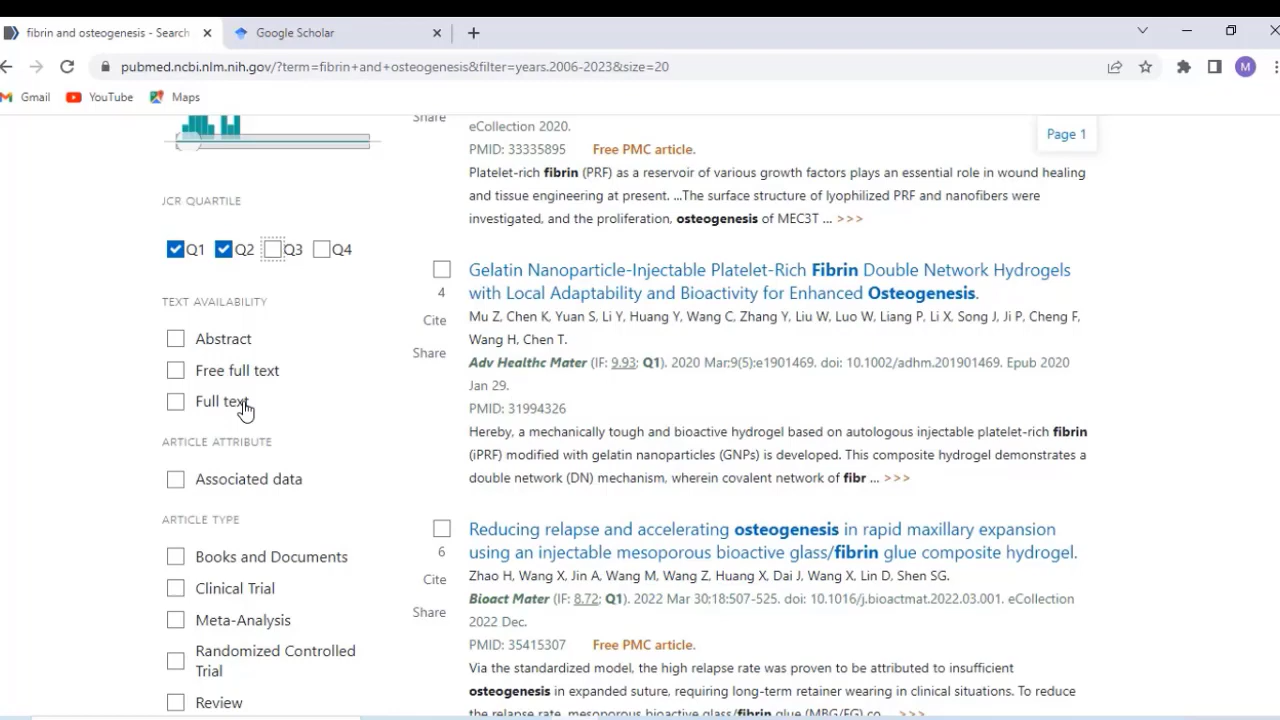 fibrin and osteogenesis - Search
Google Scholar
pubmed.ncbi.nlm.nih.gov/?term=fibrin+and+osteogenesis&filter=years.2006-2023&size=20
M
Gmail
YouTube
Maps
JCR QUARTILE
Q1 Q2 Q3 Q4
TEXT AVAILABILITY
Abstract
Free full text
Full text
ARTICLE ATTRIBUTE
Associated data
ARTICLE TYPE
Books and Documents
Clinical Trial
Meta-Analysis
Randomized Controlled
Trial
Review
Share
eCollection 2020.
PMID: 33335895 Free PMC article.
Platelet-rich fibrin (PRF) as a reservoir of various growth factors plays an essential role in wound healing
and tissue engineering at present. ...The surface structure of lyophilized PRF and nanofibers were
investigated, and the proliferation, osteogenesis of MEC3T ... >>>
Page 1
4
Cite
Share
Gelatin Nanoparticle-Injectable Platelet-Rich Fibrin Double Network Hydrogels
with Local Adaptability and Bioactivity for Enhanced Osteogenesis.
Mu Z, Chen K, Yuan S, Li Y, Huang Y, Wang C, Zhang Y, Liu W, Luo W, Liang P, Li X, Song J, Ji P, Cheng F,
Wang H, Chen T.
Adv Healthc Mater (IF: 9.93; Q1). 2020 Mar;9(5):e1901469. doi: 10.1002/adhm.201901469. Epub 2020
Jan 29.
PMID: 31994326
Hereby, a mechanically tough and bioactive hydrogel based on autologous injectable platelet-rich fibrin
(iPRF) modified with gelatin nanoparticles (GNPs) is developed. This composite hydrogel demonstrates a
double network (DN) mechanism, wherein covalent network of fibr ... >>>
6
Cite
Share
Reducing relapse and accelerating osteogenesis in rapid maxillary expansion
using an injectable mesoporous bioactive glass/fibrin glue composite hydrogel.
Zhao H, Wang X, Jin A, Wang M, Wang Z, Huang X, Dai J, Wang X, Lin D, Shen SG.
Bioact Mater (IF: 8.72; Q1). 2022 Mar 30;18:507-525. doi: 10.1016/j.bioactmat.2022.03.001. eCollection
2022 Dec.
PMID: 35415307 Free PMC article.
Via the standardized model, the high relapse rate was proven to be attributed to insufficient
osteogenesis in expanded suture, requiring long-term retainer wearing in clinical situations. To reduce
the relapse rate, mesoporous bioactive glass/fibrin glue (MBG/FG) co... >>>